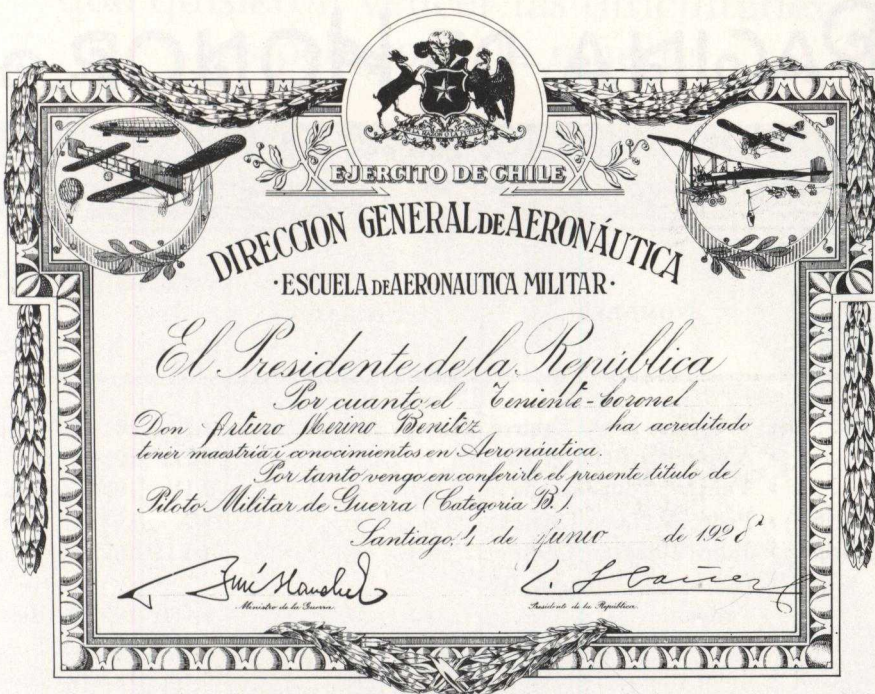 EJERCITO DE CHILE
DIRECCION GENERAL DE AERONÁUTICA
·ESCUELA DE AERONAUTICA MILITAR·
El Presidente de la República
Por cuanto el Teniente-Coronel
Don Arturo Merino Benitez ha acreditado
tener maestría i conocimientos en Aeronáutica.
Por tanto vengo en conferirle el presente título de
Piloto Militar de Guerra (Categoria B.).
Santiago, 4 de junio de 1928
Ministro de la Guerra.
Presidente de la República.